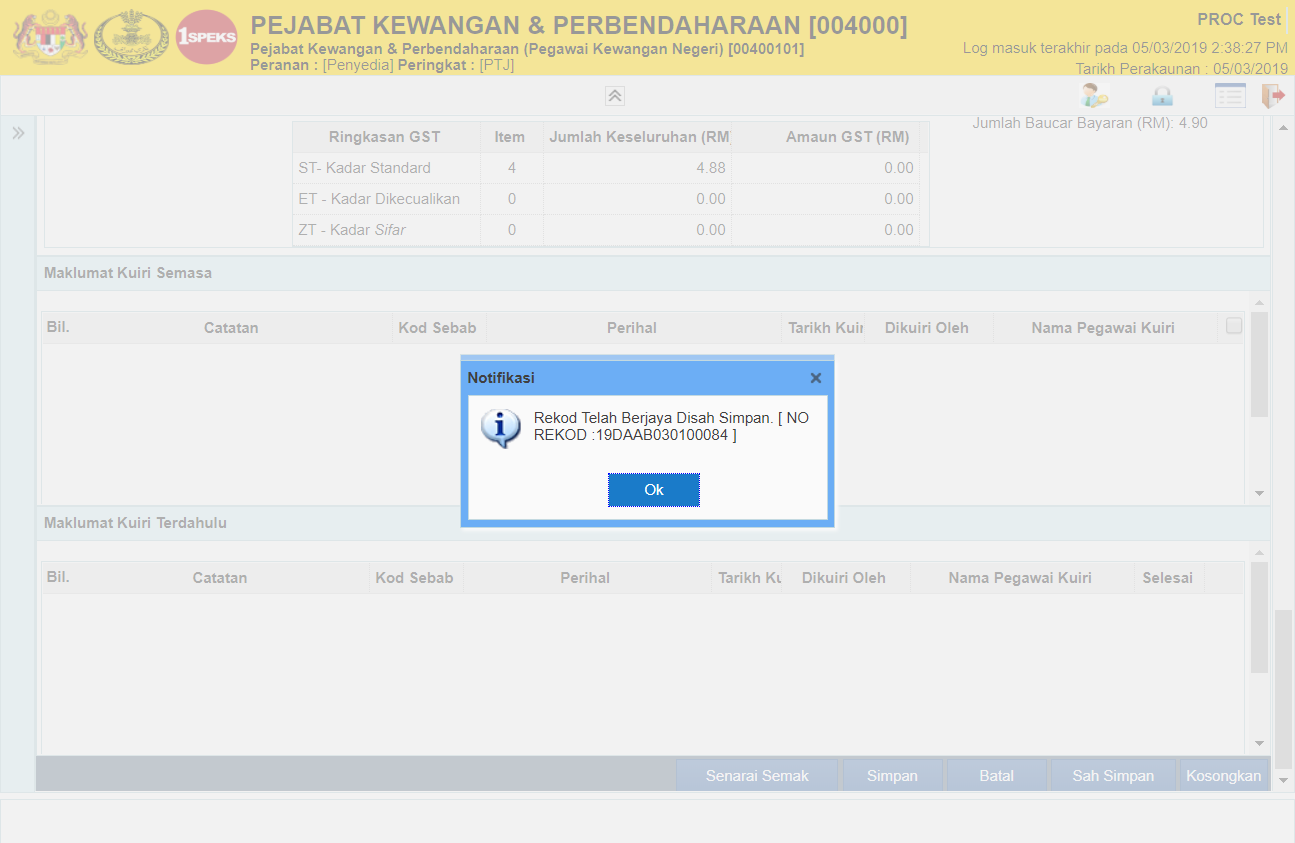 1SPEKS
PEJABAT KEWANGAN & PERBENDAHARAAN [004000]
Pejabat Kewangan & Perbendaharaan (Pegawai Kewangan Negeri) [00400101]
Peranan : [Penyedia] Peringkat : [PTJ]
PROC Test
Log masuk terakhir pada 05/03/2019 2:38:27 PM
Tarikh Perakaunan : 05/03/2019
Jumlah Baucar Bayaran (RM): 4.90
Ringkasan GST Item Jumlah Keseluruhan (RM Amaun GST (RM)
ST- Kadar Standard 4 4.88 0.00
ET - Kadar Dikecualikan 0 0.00 0.00
ZT - Kadar Sifar 0 0.00 0.00
Maklumat Kuiri Semasa
Bil. Catatan Kod Sebab Perihal Tarikh Kuir Dikuiri Oleh Nama Pegawai Kuiri
Notifikasi
Rekod Telah Berjaya Disah Simpan. [ NO
REKOD :19DAAB030100084 ]
Ok
Maklumat Kuiri Terdahulu
Bil. Catatan Kod Sebab Perihal Tarikh Ku Dikuiri Oleh Nama Pegawai Kuiri Selesai
Senarai Semak Simpan Batal Sah Simpan Kosongkan